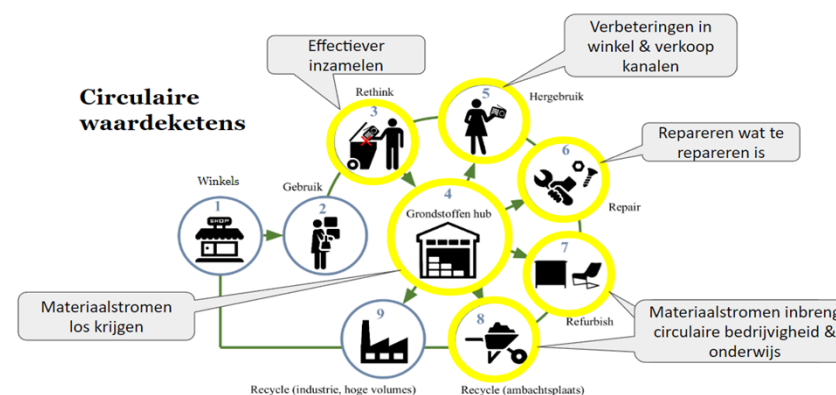 Effectiever
inzamelen
Verbeteringen in
winkel & verkoop
kanalen
Circulaire
waardeketens
Rethink
3
5
Hergebruik
Repareren wat te
repareren is
6
Repair
Winkels
1
SHOP
Gebruik
2
4
Grondstoffen hub
7
Refurbish
Materiaalstromen
los krijgen
9
8
Materiaalstromen inbreng
circulaire bedrijvigheid &
onderwijs
Recycle (industrie, hoge volumes)
Recycle (ambachtsplaats)